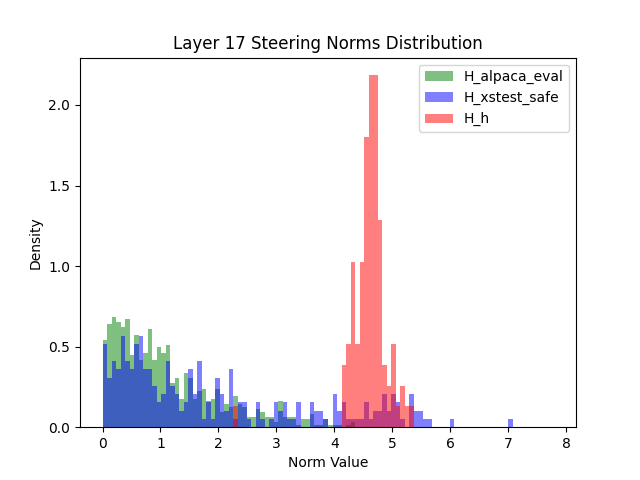 Layer 17 Steering Norms Distribution
H_alpaca_eval
H_xstest_safe
H_h
2.0
1.5
1.0
0.5
0.0
Density
0 1 2 3 4 5 6 7 8
Norm Value